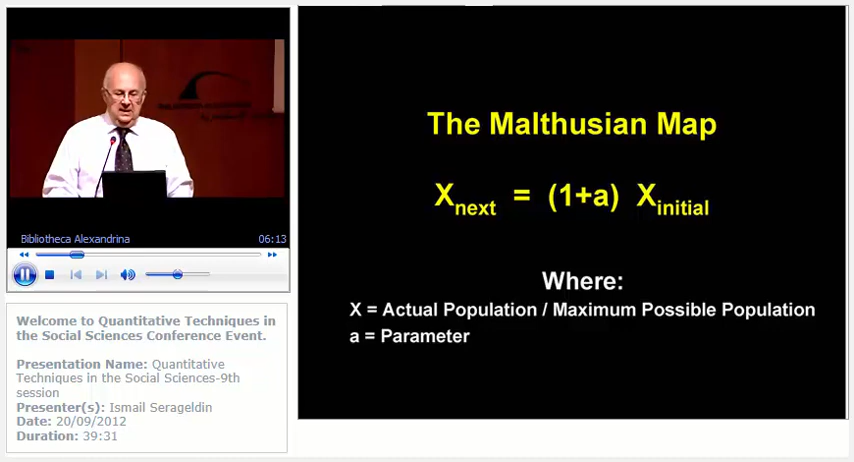 Bibliotheca Alexandrina 06:13
Welcome to Quantitative Techniques in
the Social Sciences Conference Event.
Presentation Name: Quantitative
Techniques in the Social Sciences-9th
session
Presenter(s): Ismail Serageldin
Date: 20/09/2012
Duration: 39:31
The Malthusian Map
Xnext = (1+a) Xinitial
Where:
X = Actual Population / Maximum Possible Population
a = Parameter